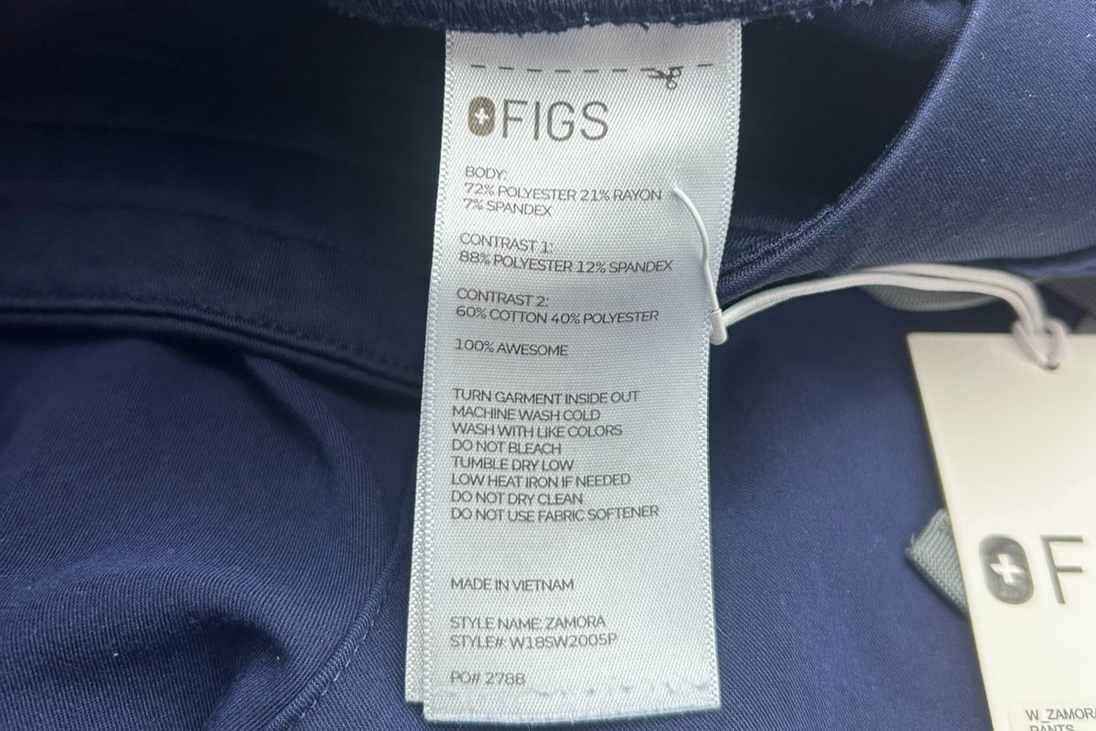 FIGS
BODY:
72% POLYESTER 21% RAYON
7% SPANDEX
CONTRAST 1:
88% POLYESTER 12% SPANDEX
CONTRAST 2:
60% COTTON 40% POLYESTER
100% AWESOME
TURN GARMENT INSIDE OUT
MACHINE WASH COLD
WASH WITH LIKE COLORS
DO NOT BLEACH
TUMBLE DRY LOW
LOW HEAT IRON IF NEEDED
DO NOT DRY CLEAN
DO NOT USE FABRIC SOFTENER
MADE IN VIETNAM
STYLE NAME: ZAMORA
STYLE# W18SW2005P
PO# 2788
F
W_ZAMORA
PANTS